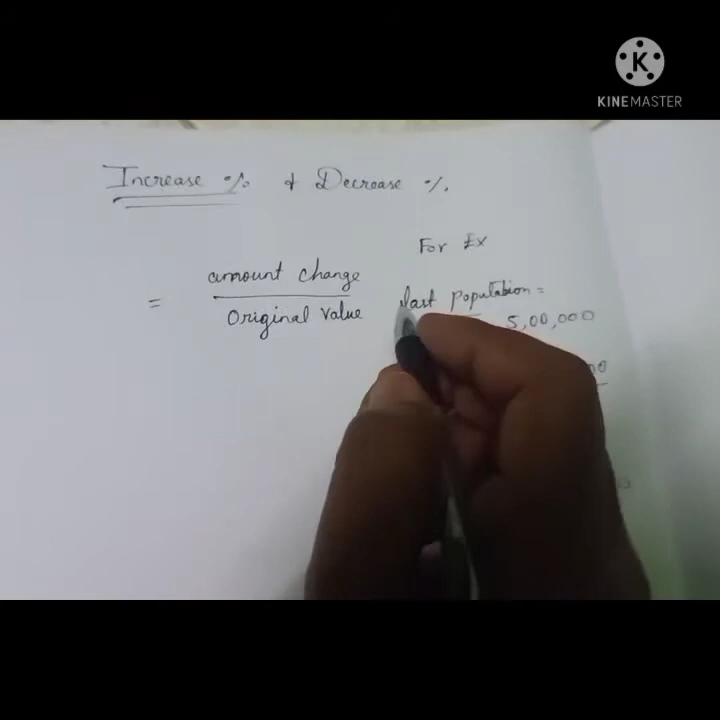 KINEMASTER
Increase % & Decrease %.
For Ex
= amount change
Original value
last population =
5,00,000